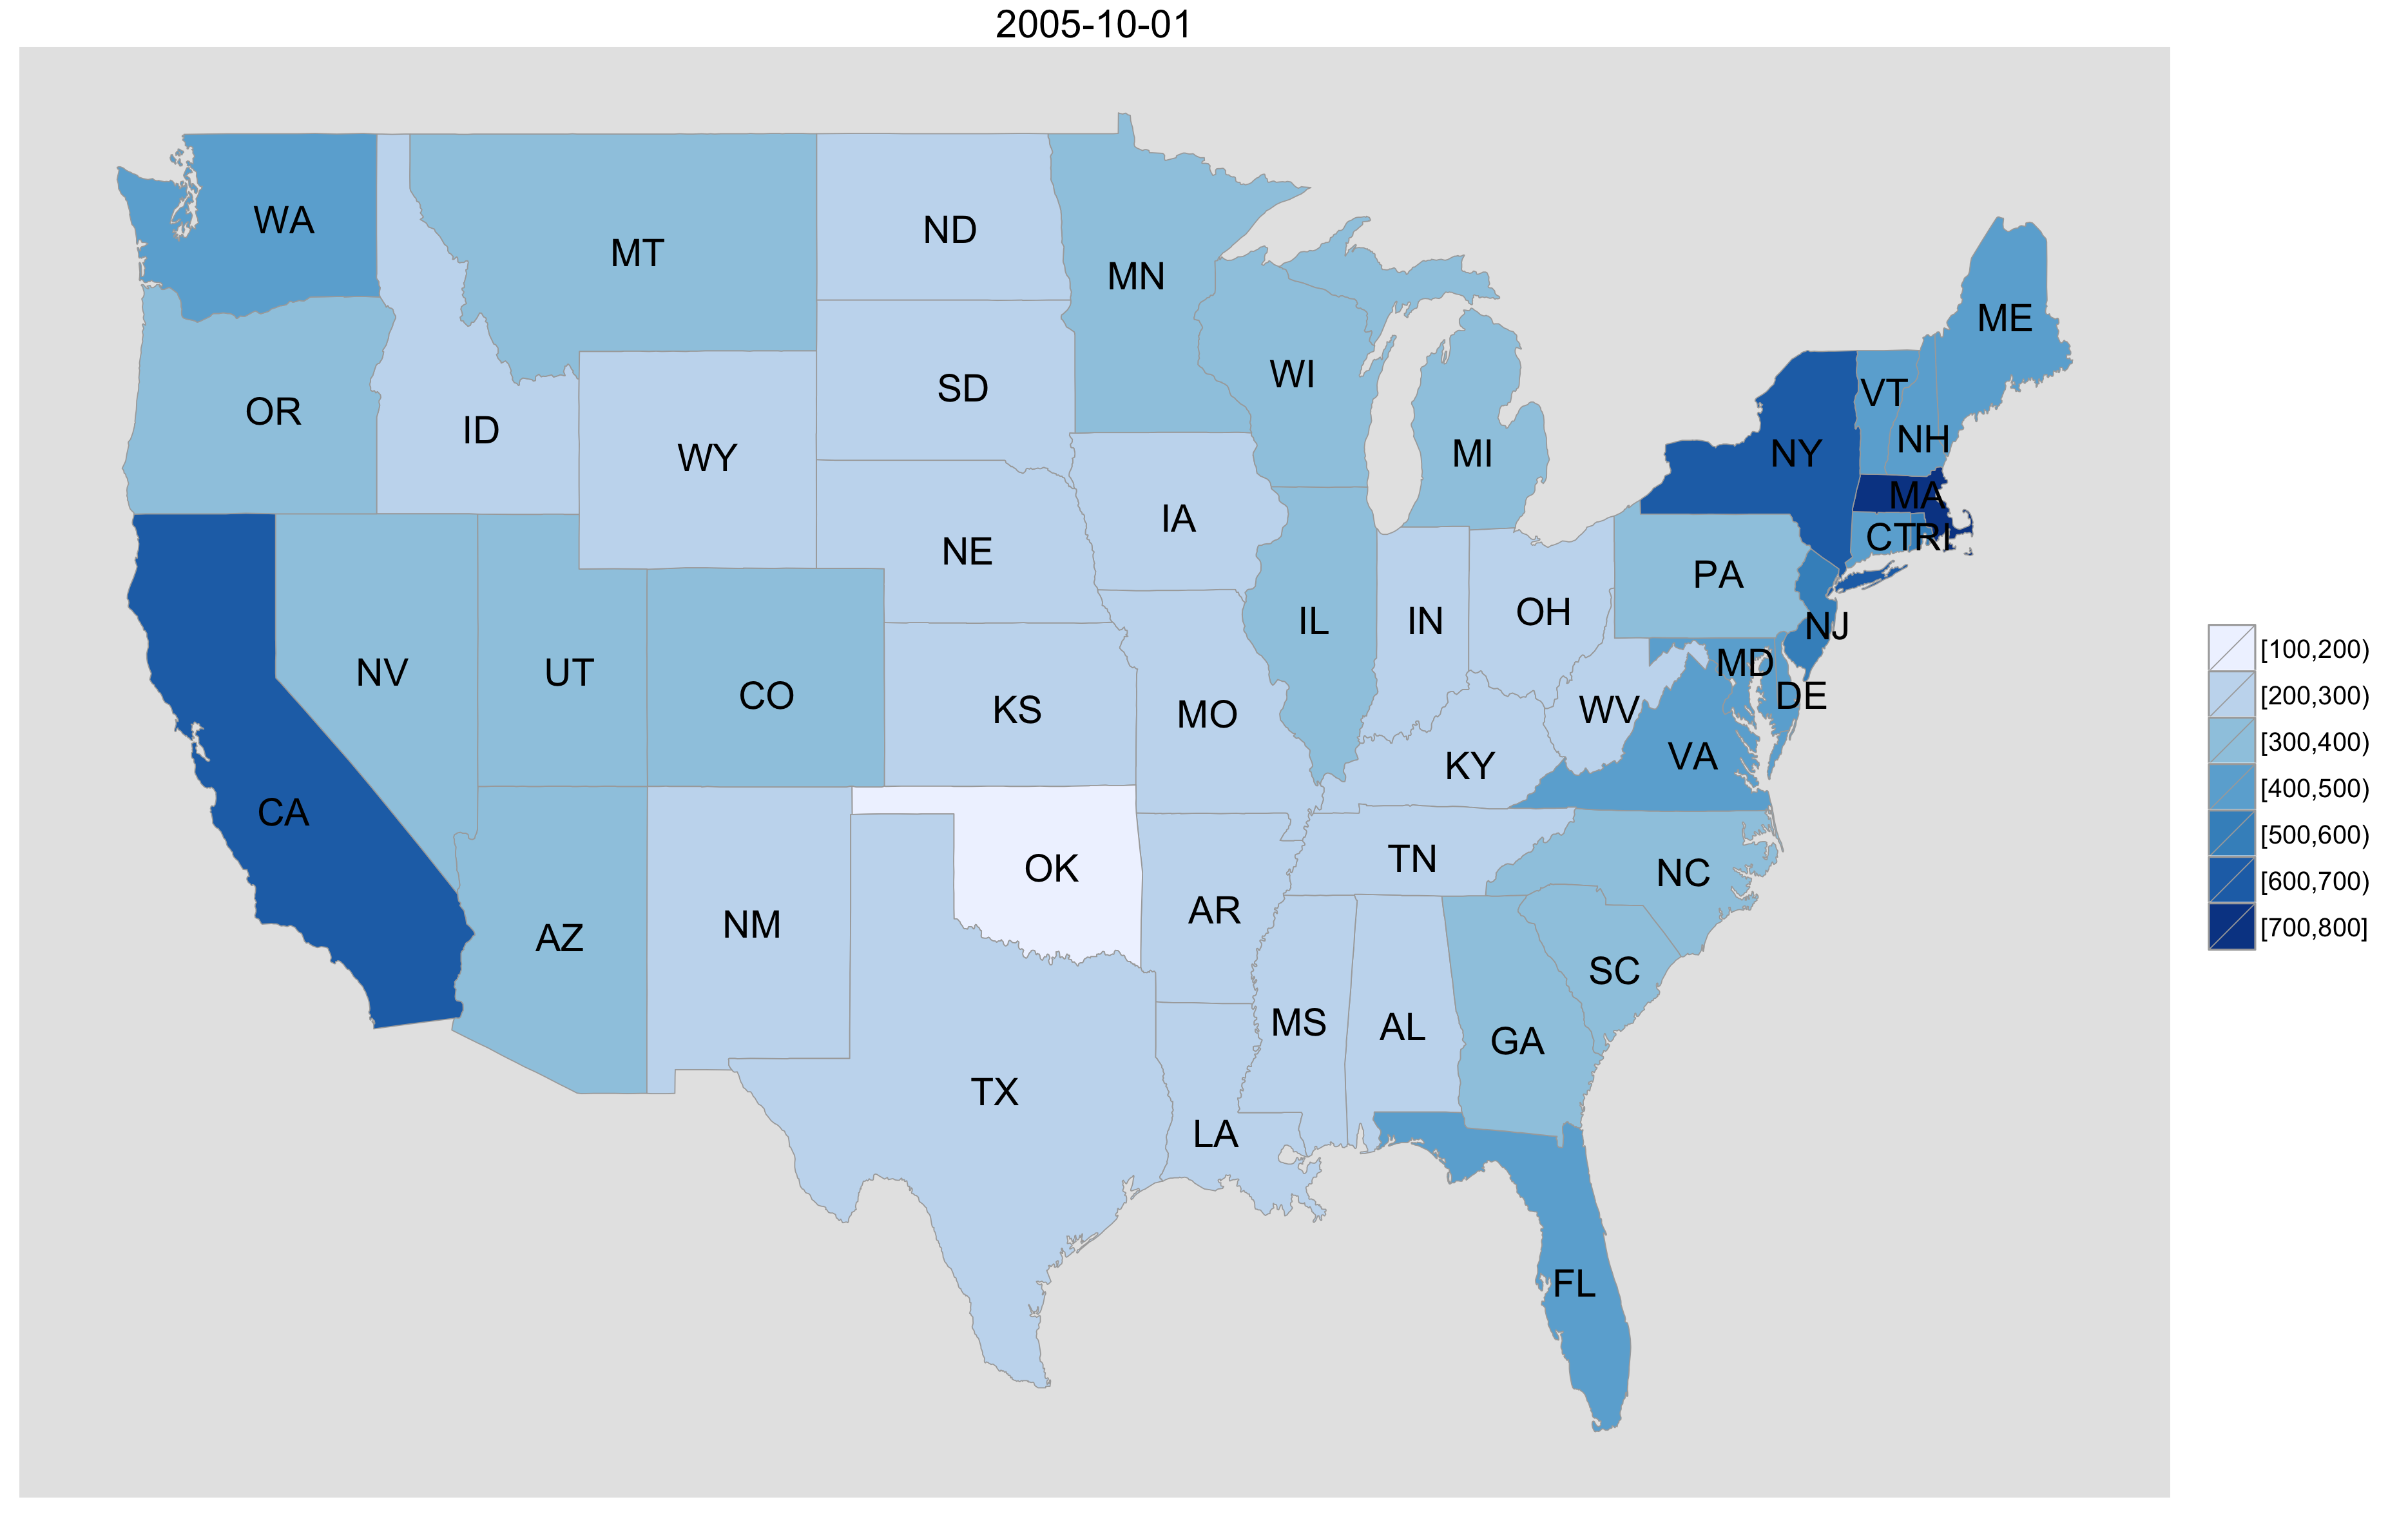 2005-10-01
WA
MT
ND
MN
OR
ID
WY
SD
WI
MI
ME
VT
NH
NY
MA
CT
RI
NE
IA
PA
NJ
NV
UT
CO
KS
MO
IL
IN
OH
MD
DE
WV
VA
KY
CA
AZ
NM
OK
AR
TN
NC
SC
MS
AL
GA
TX
LA
FL
[100,200)
[200,300)
[300,400)
[400,500)
[500,600)
[600,700)
[700,800]